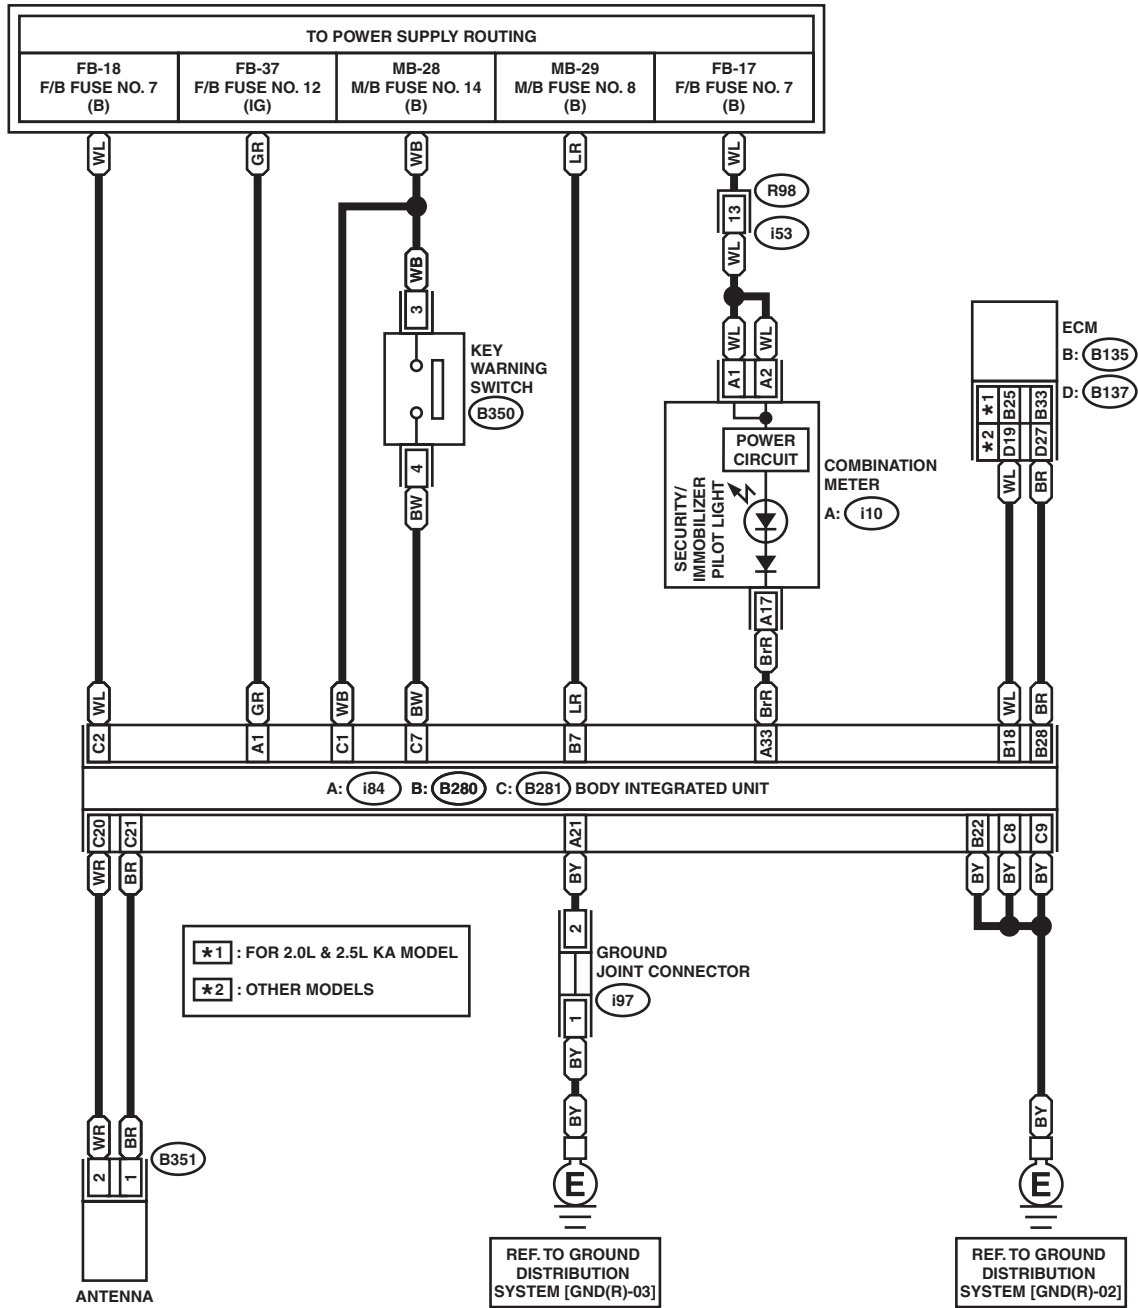 TO POWER SUPPLY ROUTING
FB-18
F/B FUSE NO. 7
(B)
FB-37
F/B FUSE NO. 12
(IG)
MB-28
M/B FUSE NO. 14
(B)
MB-29
M/B FUSE NO. 8
(B)
FB-17
F/B FUSE NO. 7
(B)
WL
GR
WB
LR
WL
13
R98
i53
WL
WB
3
KEY
WARNING
SWITCH
B350
4
BW
WL
WL
A1
A2
POWER
CIRCUIT
SECURITY/
IMMOBILIZER
PILOT LIGHT
COMBINATION
METER
A: i10
A17
BrR
ECM
B: B135
D: B137
*1
B25
B33
*2
D19
D27
WL
BR
WL
GR
WB
BW
LR
BrR
WL
BR
C2
A1
C1
C7
B7
A33
B18
B28
A: i84 B: B280 C: B281 BODY INTEGRATED UNIT
C20
C21
A21
B22
C8
C9
WR
BR
BY
BY
BY
BY
*1 : FOR 2.0L & 2.5L KA MODEL
*2 : OTHER MODELS
2
GROUND
JOINT CONNECTOR
i97
1
BY
WR
BR
BY
BY
B351
2
1
E
E
ANTENNA
REF. TO GROUND
DISTRIBUTION
SYSTEM [GND(R)-03]
REF. TO GROUND
DISTRIBUTION
SYSTEM [GND(R)-02]